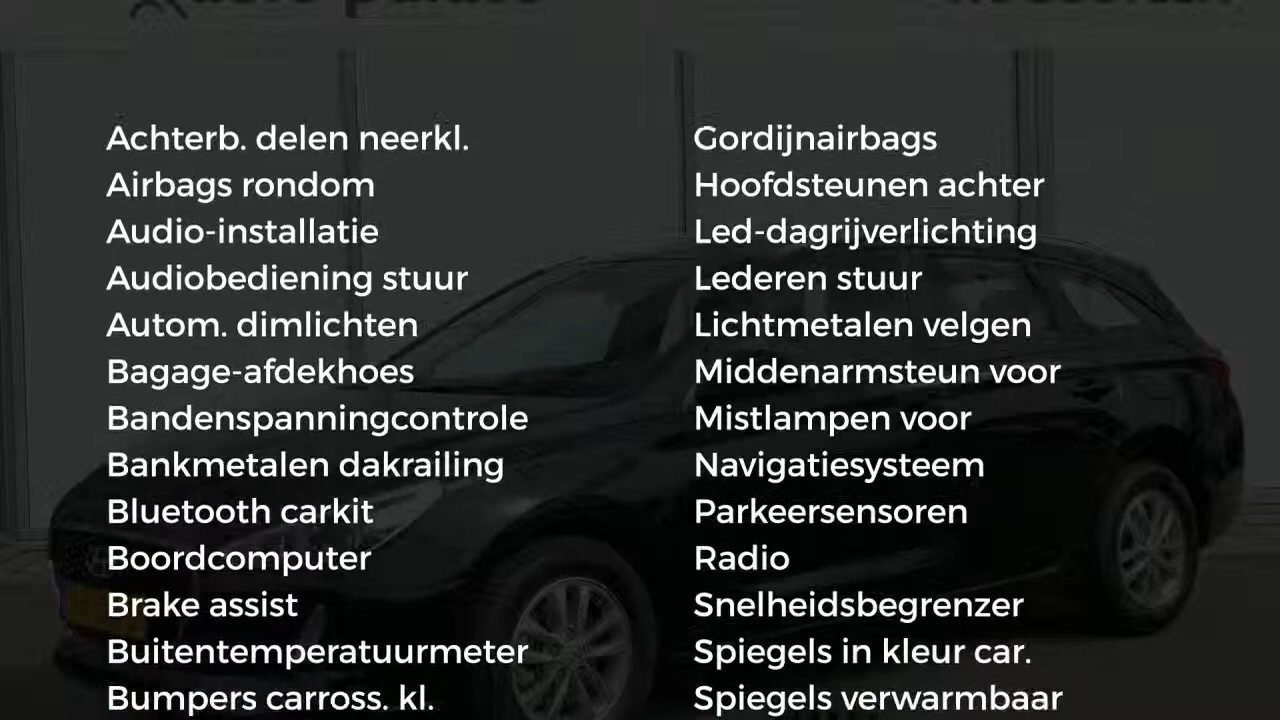 Achterb. delen neerkl.
Airbags rondom
Audio-installatie
Audiobediening stuur
Autom. dimlichten
Bagage-afdekhoes
Bandenspanningcontrole
Bankmetalen dakrailing
Bluetooth carkit
Boordcomputer
Brake assist
Buitentemperatuurmeter
Bumpers carross. kl.
Gordijnairbags
Hoofdsteunen achter
Led-dagrijverlichting
Lederen stuur
Lichtmetalen velgen
Middenarmsteun voor
Mistlampen voor
Navigatiesysteem
Parkeersensoren
Radio
Snelheidsbegrenzer
Spiegels in kleur car.
Spiegels verwarmbaar